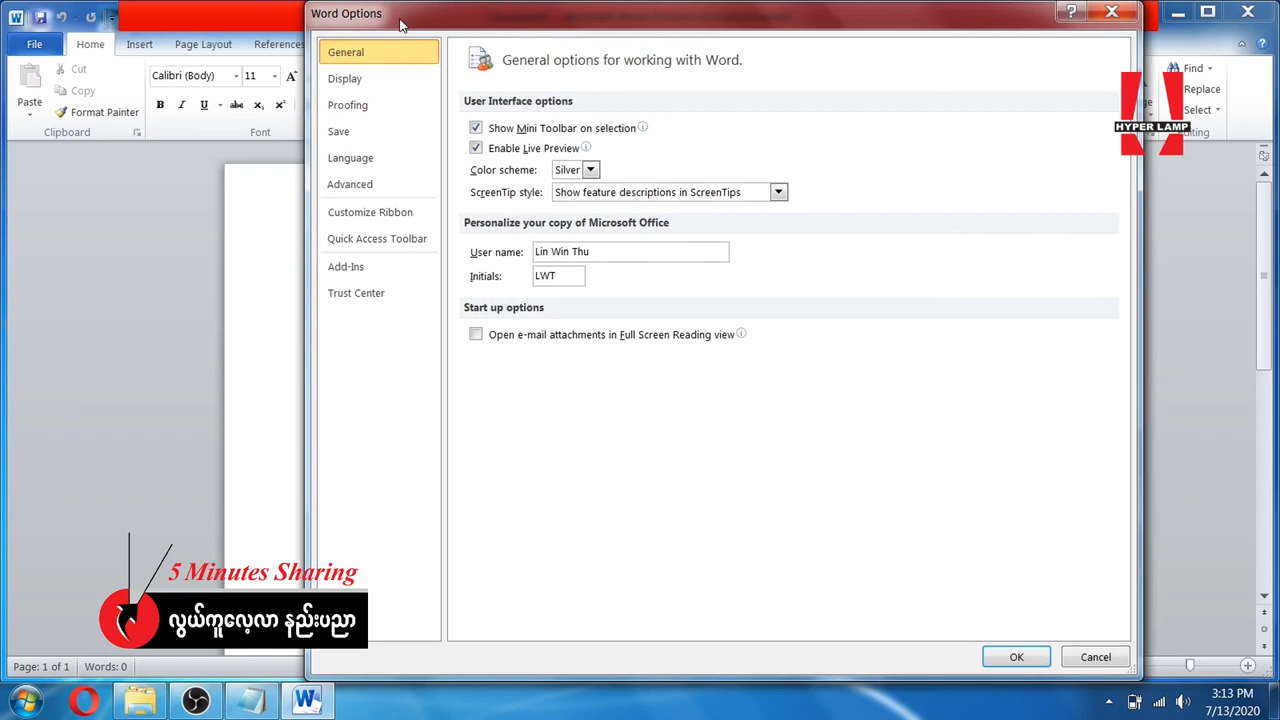 Word Options
File
Home
Insert
Page Layout
References
Cut
Copy
Format Painter
Paste
Clipboard
Calibri (Body)
11
Font
Find
Replace
Select
General
Display
Proofing
Save
Language
Advanced
Customize Ribbon
Quick Access Toolbar
Add-Ins
Trust Center
General options for working with Word.
User Interface options
Show Mini Toolbar on selection
Enable Live Preview
Color scheme: Silver
ScreenTip style: Show feature descriptions in ScreenTips
Personalize your copy of Microsoft Office
User name: Lin Win Thu
Initials: LWT
Start up options
Open e-mail attachments in Full Screen Reading view
HYPER LAMP
5 Minutes Sharing
လွယ်ကူလေ့လာ နည်းပညာ
OK
Cancel
Page: 1 of 1
Words: 0
3:13 PM
7/13/2020